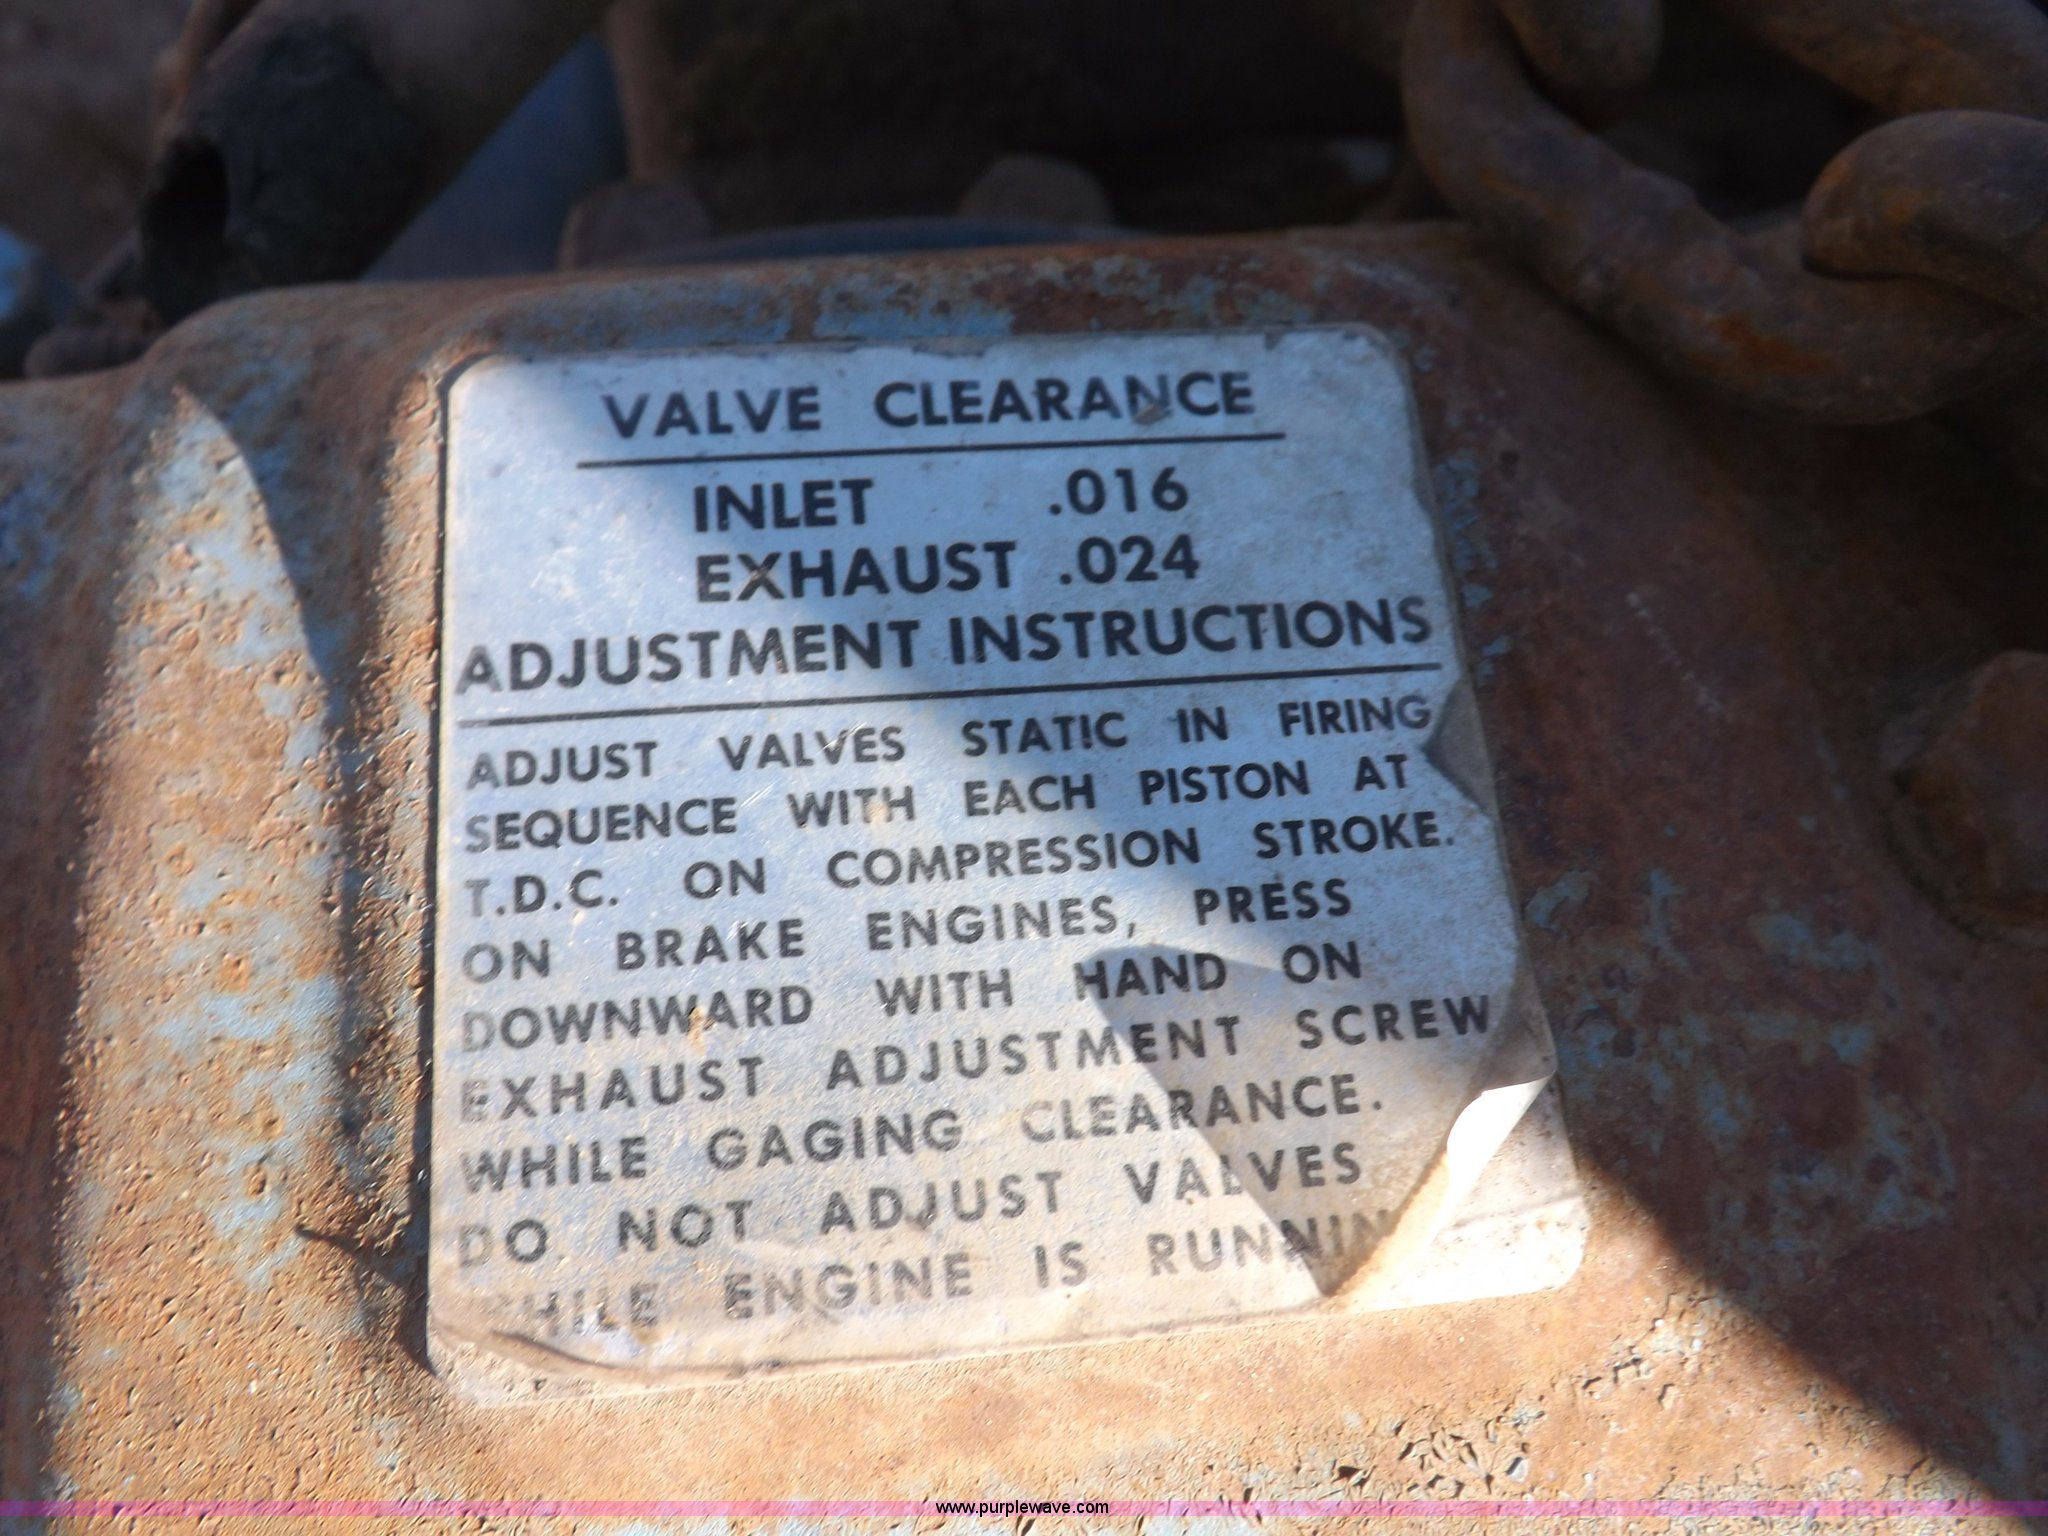 VALVE CLEARANCE
INLET .016
EXHAUST .024
ADJUSTMENT INSTRUCTIONS
ADJUST VALVES STATIC IN FIRING
SEQUENCE WITH EACH PISTON AT
T.D.C. ON COMPRESSION STROKE.
ON BRAKE ENGINES, PRESS
DOWNWARD WITH HAND ON
EXHAUST ADJUSTMENT SCREW
WHILE GAGING CLEARANCE.
DO NOT ADJUST VALVES
WHILE ENGINE IS RUNNIN
www.purplewave.com